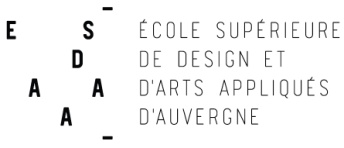 E S ÉCOLE SUPÉRIEURE
D DE DESIGN ET
A A A D'ARTS APPLIQUÉS
A D'AUVERGNE